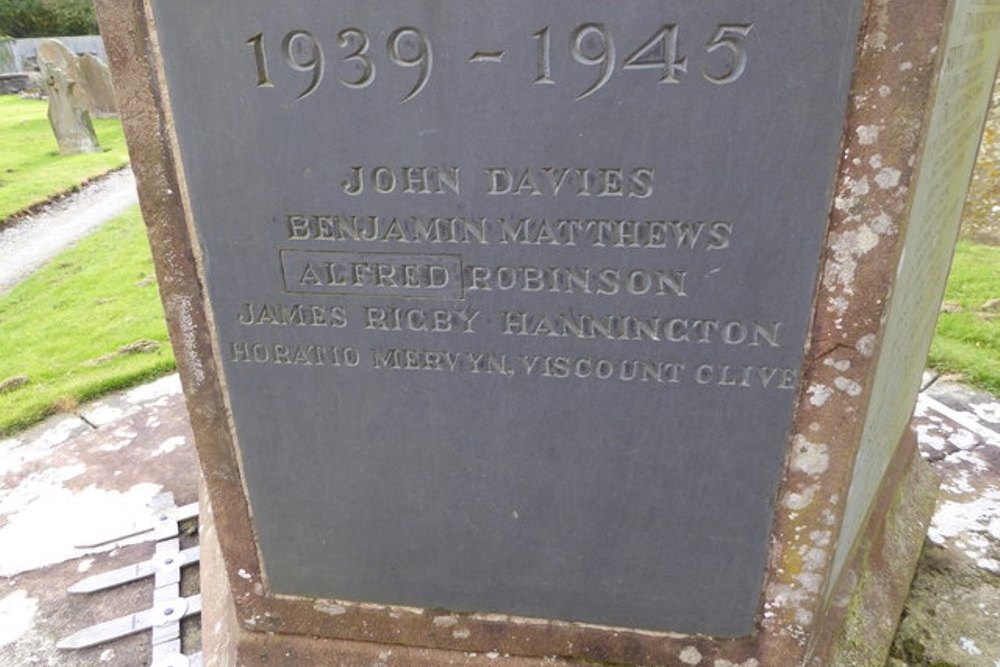 1939 - 1945
JOHN DAVIES
BENJAMIN MATTHEWS
ALFRED ROBINSON
JAMES RIGBY HANNINGTON
HORATIO MERVYN, VISCOUNT CLIVE